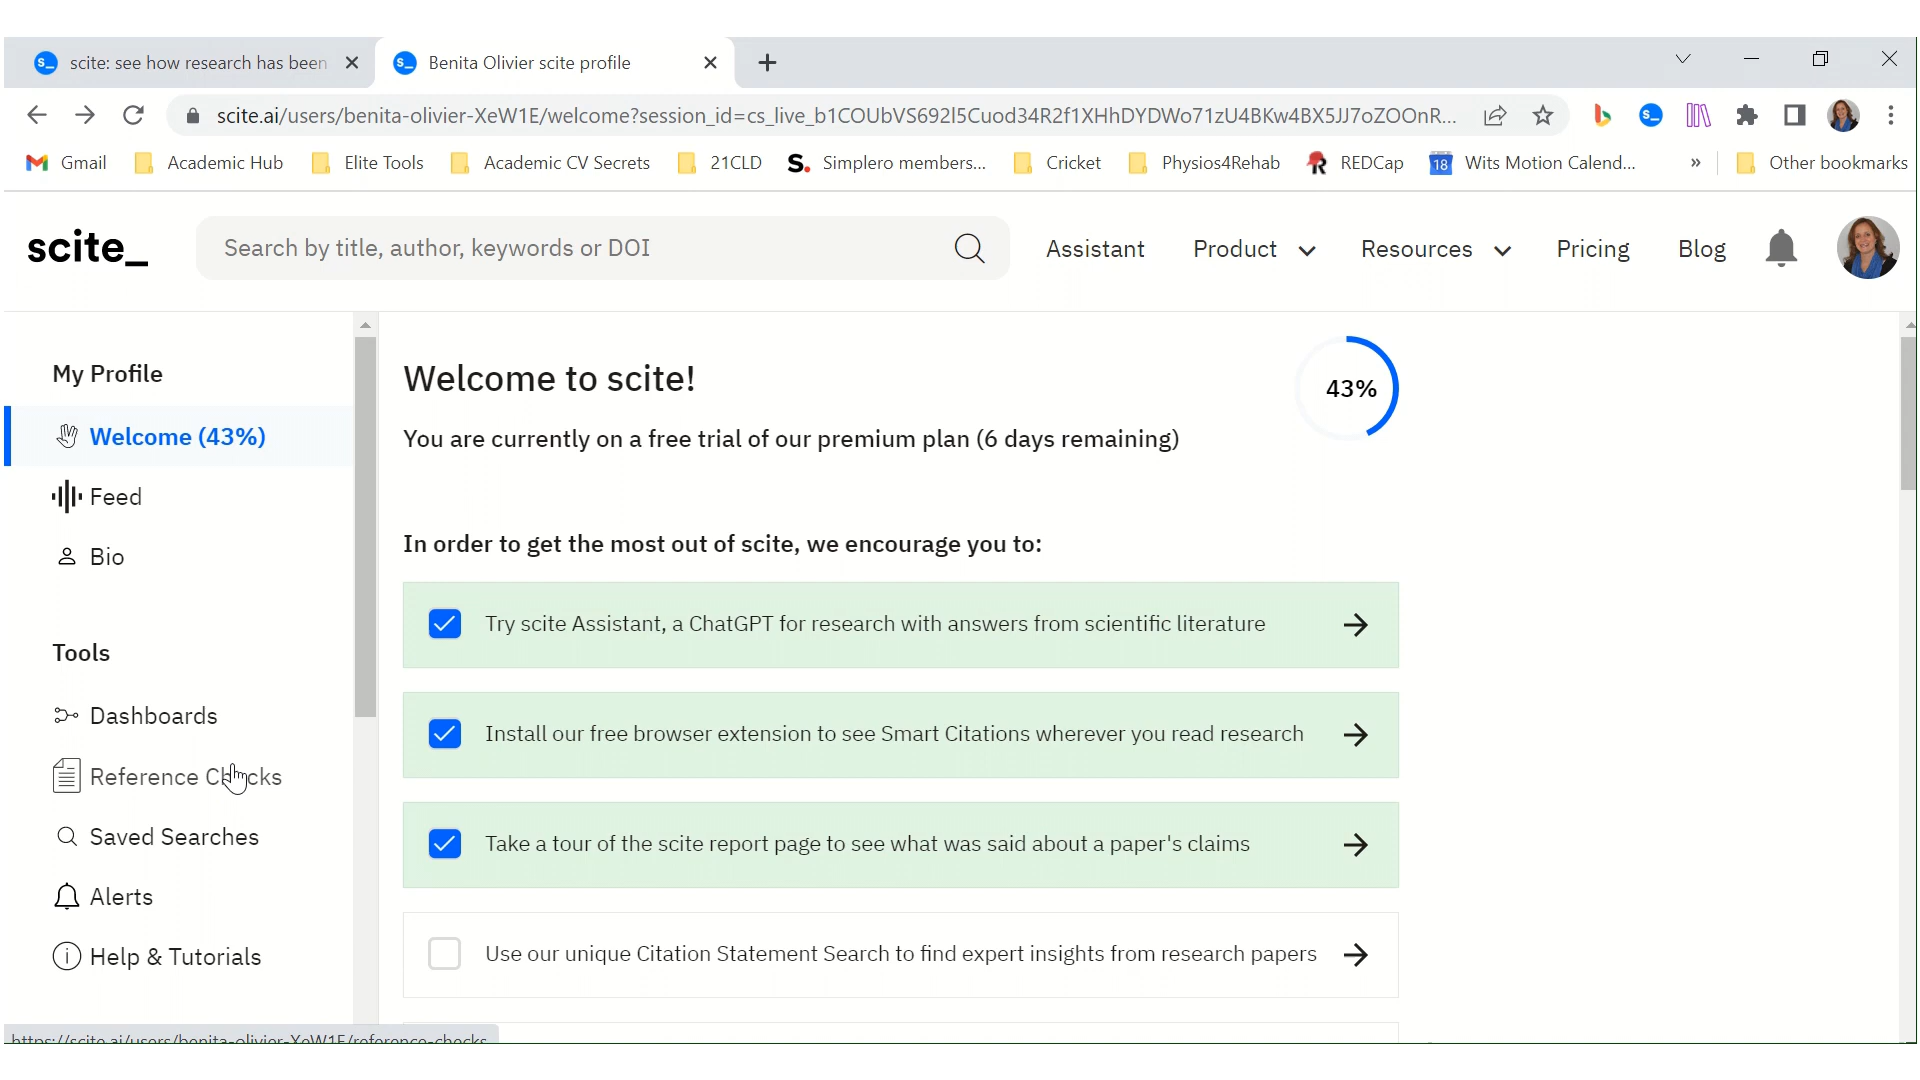 scite: see how research has been
Benita Olivier scite profile
scite.ai/users/benita-olivier-XeW1E/welcome?session_id=cs_live_b1COUbVS692l5Cuod34R2f1XHhDYDWo71zU4BKw4BX5JJ7oZOOnR...
Gmail Academic Hub Elite Tools Academic CV Secrets 21CLD S. Simplero members... Cricket Physios4Rehab REDCap 18 Wits Motion Calend... » Other bookmarks
scite_ Search by title, author, keywords or DOI Assistant Product Resources Pricing Blog
My Profile
Welcome (43%)
Feed
Bio
Tools
Dashboards
Reference Checks
Saved Searches
Alerts
Help & Tutorials
Welcome to scite!
43%
You are currently on a free trial of our premium plan (6 days remaining)
In order to get the most out of scite, we encourage you to:
Try scite Assistant, a ChatGPT for research with answers from scientific literature
Install our free browser extension to see Smart Citations wherever you read research
Take a tour of the scite report page to see what was said about a paper's claims
Use our unique Citation Statement Search to find expert insights from research papers
https://scite.ai/users/benita-olivier-XeW1E/reference-checks